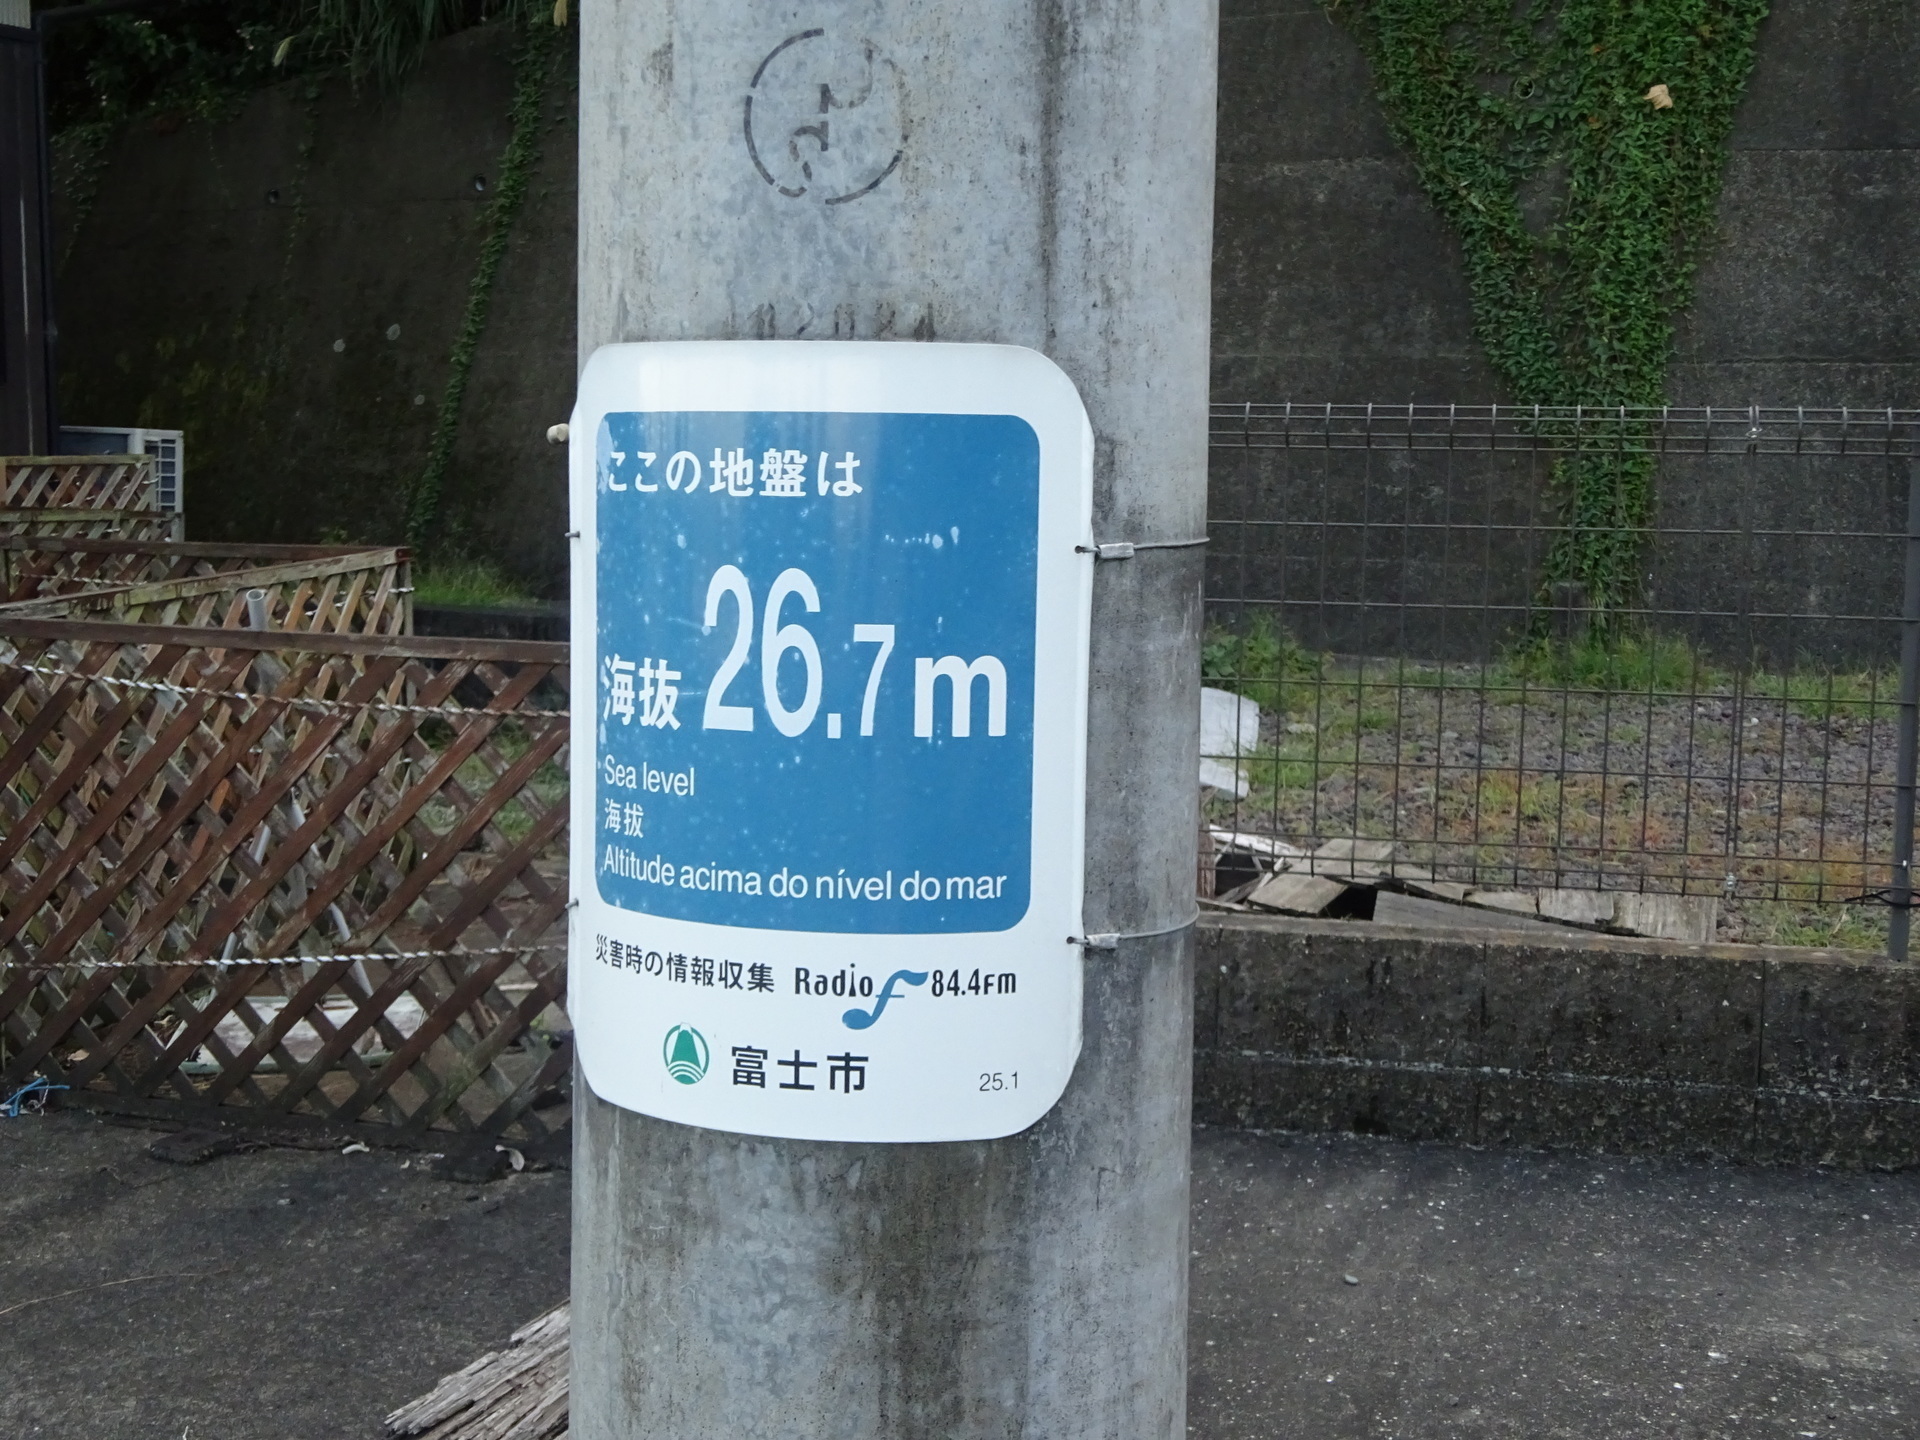 ここの地盤は
海抜 26.7m
Sea level
海拔
Altitude acima do nível do mar
災害時の情報収集 Radio f 84.4FM
富士市
25.1